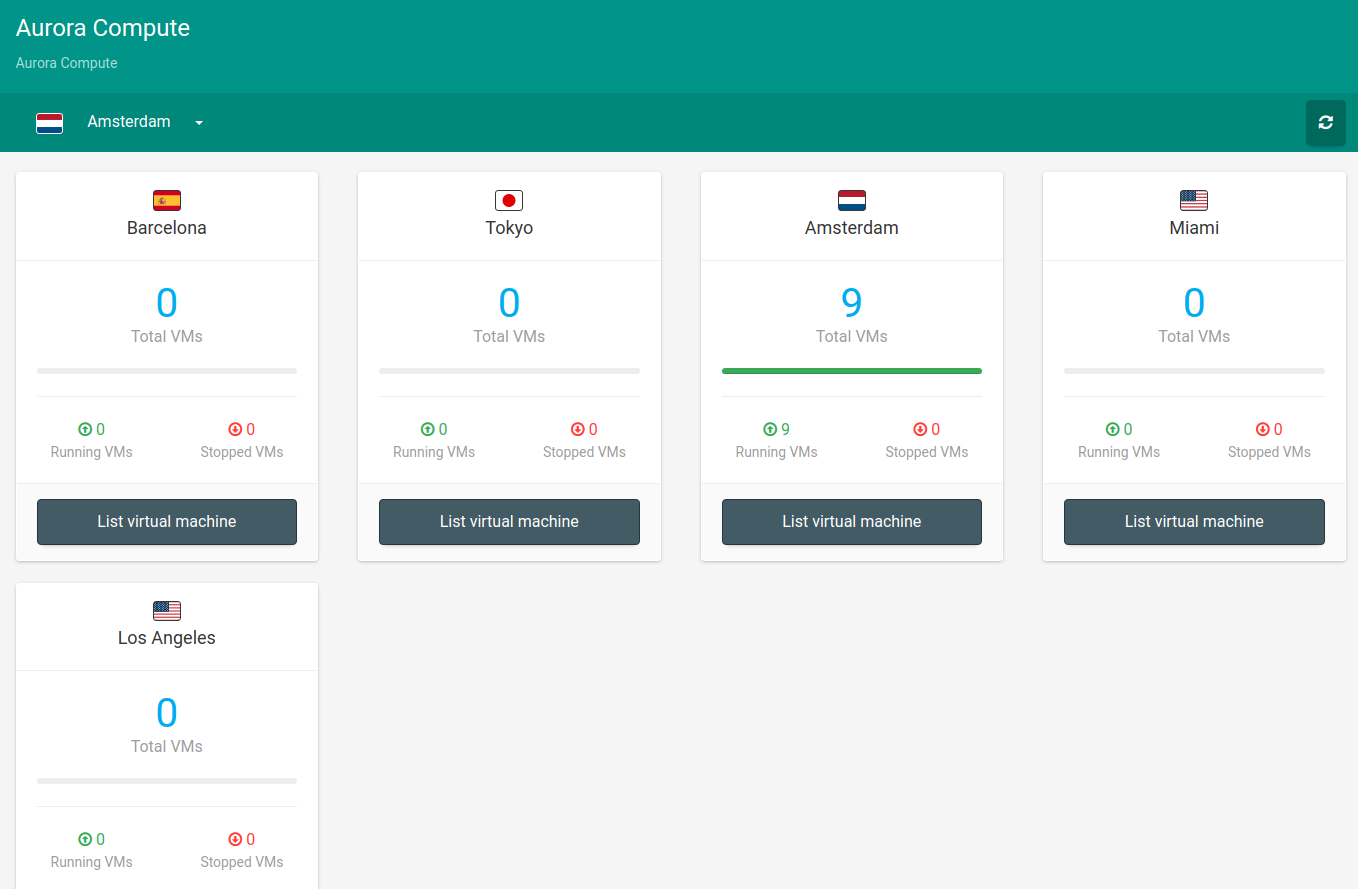 Aurora Compute
Aurora Compute
Amsterdam
Barcelona
0
Total VMs
0 0
Running VMs Stopped VMs
List virtual machine
Tokyo
0
Total VMs
0 0
Running VMs Stopped VMs
List virtual machine
Amsterdam
9
Total VMs
9 0
Running VMs Stopped VMs
List virtual machine
Miami
0
Total VMs
0 0
Running VMs Stopped VMs
List virtual machine
Los Angeles
0
Total VMs
0 0
Running VMs Stopped VMs